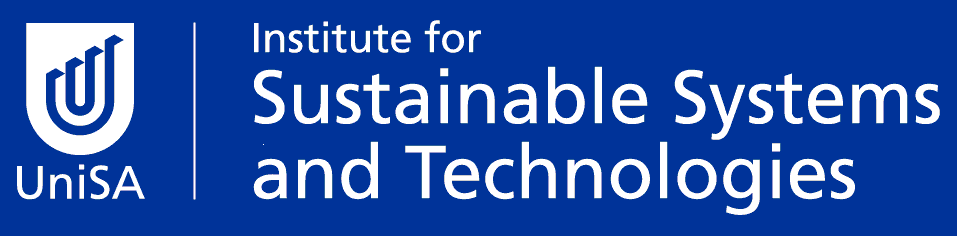 UniSA
Institute for
Sustainable Systems
and Technologies